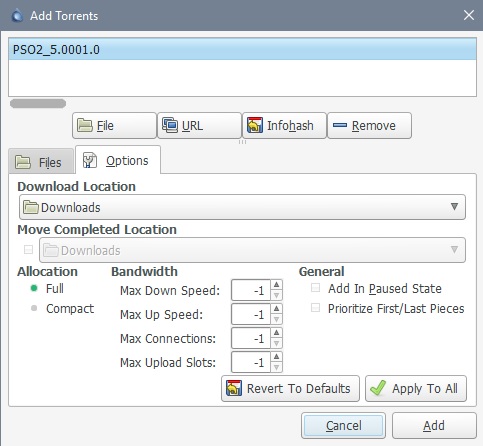 Add Torrents
PSO2_5.0001.0
File URL Infohash Remove
Files Options
Download Location
Downloads
Move Completed Location
Downloads
Allocation Bandwidth General
Full Max Down Speed: -1 Add In Paused State
Compact Max Up Speed: -1 Prioritize First/Last Pieces
Max Connections: -1
Max Upload Slots: -1
Revert To Defaults Apply To All
Cancel Add